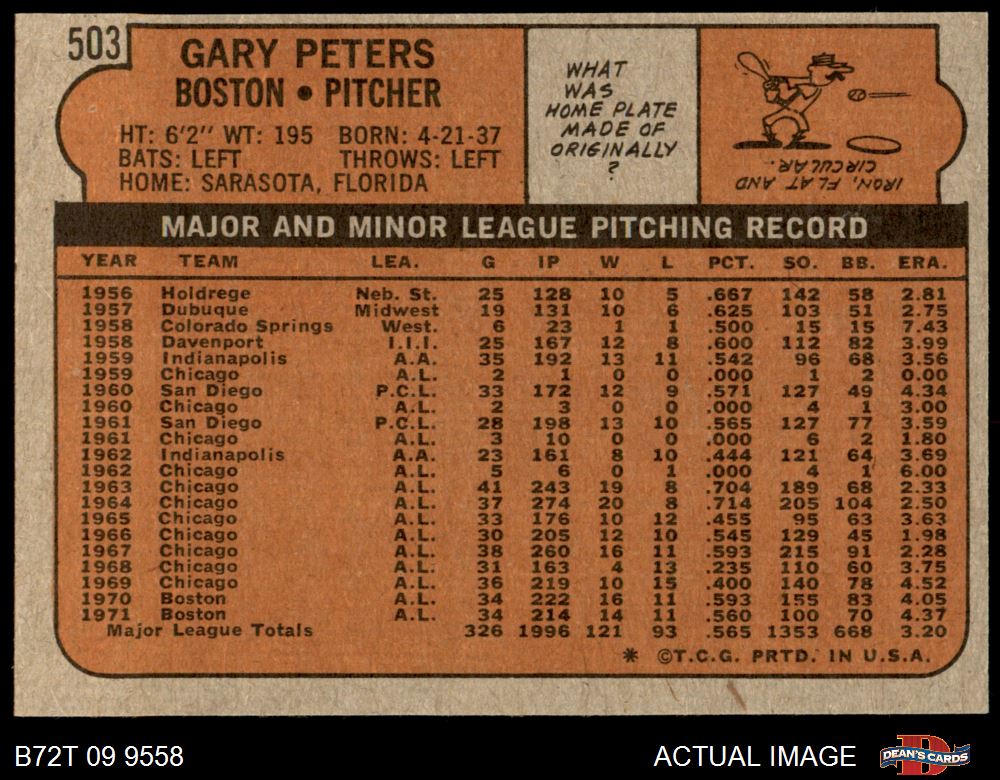 503
GARY PETERS
BOSTON • PITCHER
HT: 6'2" WT: 195 BORN: 4-21-37
BATS: LEFT THROWS: LEFT
HOME: SARASOTA, FLORIDA
WHAT
WAS
HOME PLATE
MADE OF
ORIGINALLY
?
IRON, FLAT AND
CIRCULAR..
MAJOR AND MINOR LEAGUE PITCHING RECORD
YEAR TEAM LEA. G IP W L PCT. SO. BB. ERA.
1956 Holdrege Neb. St. 25 128 10 5 .667 142 58 2.81
1957 Dubuque Midwest 19 131 10 6 .625 103 51 2.75
1958 Colorado Springs West. 6 23 1 1 .500 15 15 7.43
1958 Davenport I.I.I. 25 167 12 8 .600 112 82 3.99
1959 Indianapolis A.A. 35 192 13 11 .542 96 68 3.56
1959 Chicago A.L. 2 1 0 0 .000 1 2 0.00
1960 San Diego P.C.L. 33 172 12 9 .571 127 49 4.34
1960 Chicago A.L. 2 3 0 0 .000 4 1 3.00
1961 San Diego P.C.L. 28 198 13 10 .565 127 77 3.59
1961 Chicago A.L. 3 10 0 0 .000 6 2 1.80
1962 Indianapolis A.A. 23 161 8 10 .444 121 64 3.69
1962 Chicago A.L. 5 6 0 1 .000 4 1 6.00
1963 Chicago A.L. 41 243 19 8 .704 189 68 2.33
1964 Chicago A.L. 37 274 20 8 .714 205 104 2.50
1965 Chicago A.L. 33 176 10 12 .455 95 63 3.63
1966 Chicago A.L. 30 205 12 10 .545 129 45 1.98
1967 Chicago A.L. 38 260 16 11 .593 215 91 2.28
1968 Chicago A.L. 31 163 4 13 .235 110 60 3.75
1969 Chicago A.L. 36 219 10 15 .400 140 78 4.52
1970 Boston A.L. 34 222 16 11 .593 155 83 4.05
1971 Boston A.L. 34 214 14 11 .560 100 70 4.37
Major League Totals 326 1996 121 93 .565 1353 668 3.20
* ©T.C.G. PRTD. IN U.S.A.
B72T 09 9558 ACTUAL IMAGE DEAN'S CARDS